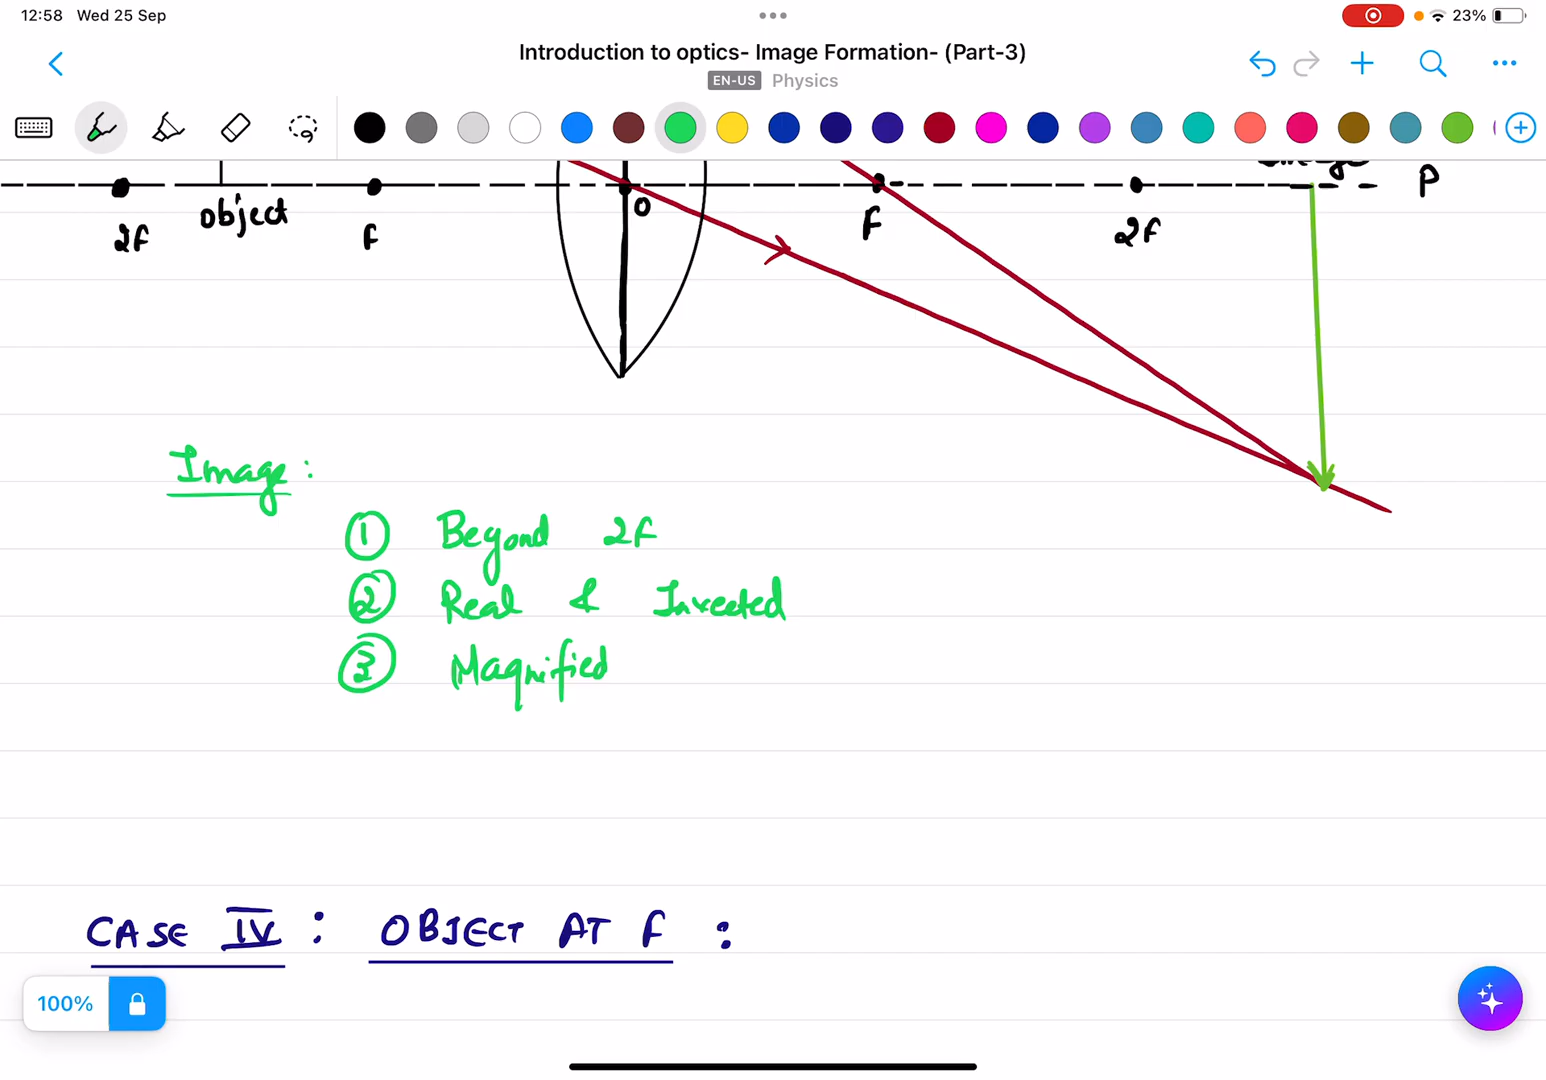 12:58 Wed 25 Sep 23%
Introduction to optics- Image Formation- (Part-3)
EN-US Physics
P
2F object F O F 2F
Image :
① Beyond 2F
② Real & Inverted
③ Magnified
CASE IV : OBJECT AT F :
100%